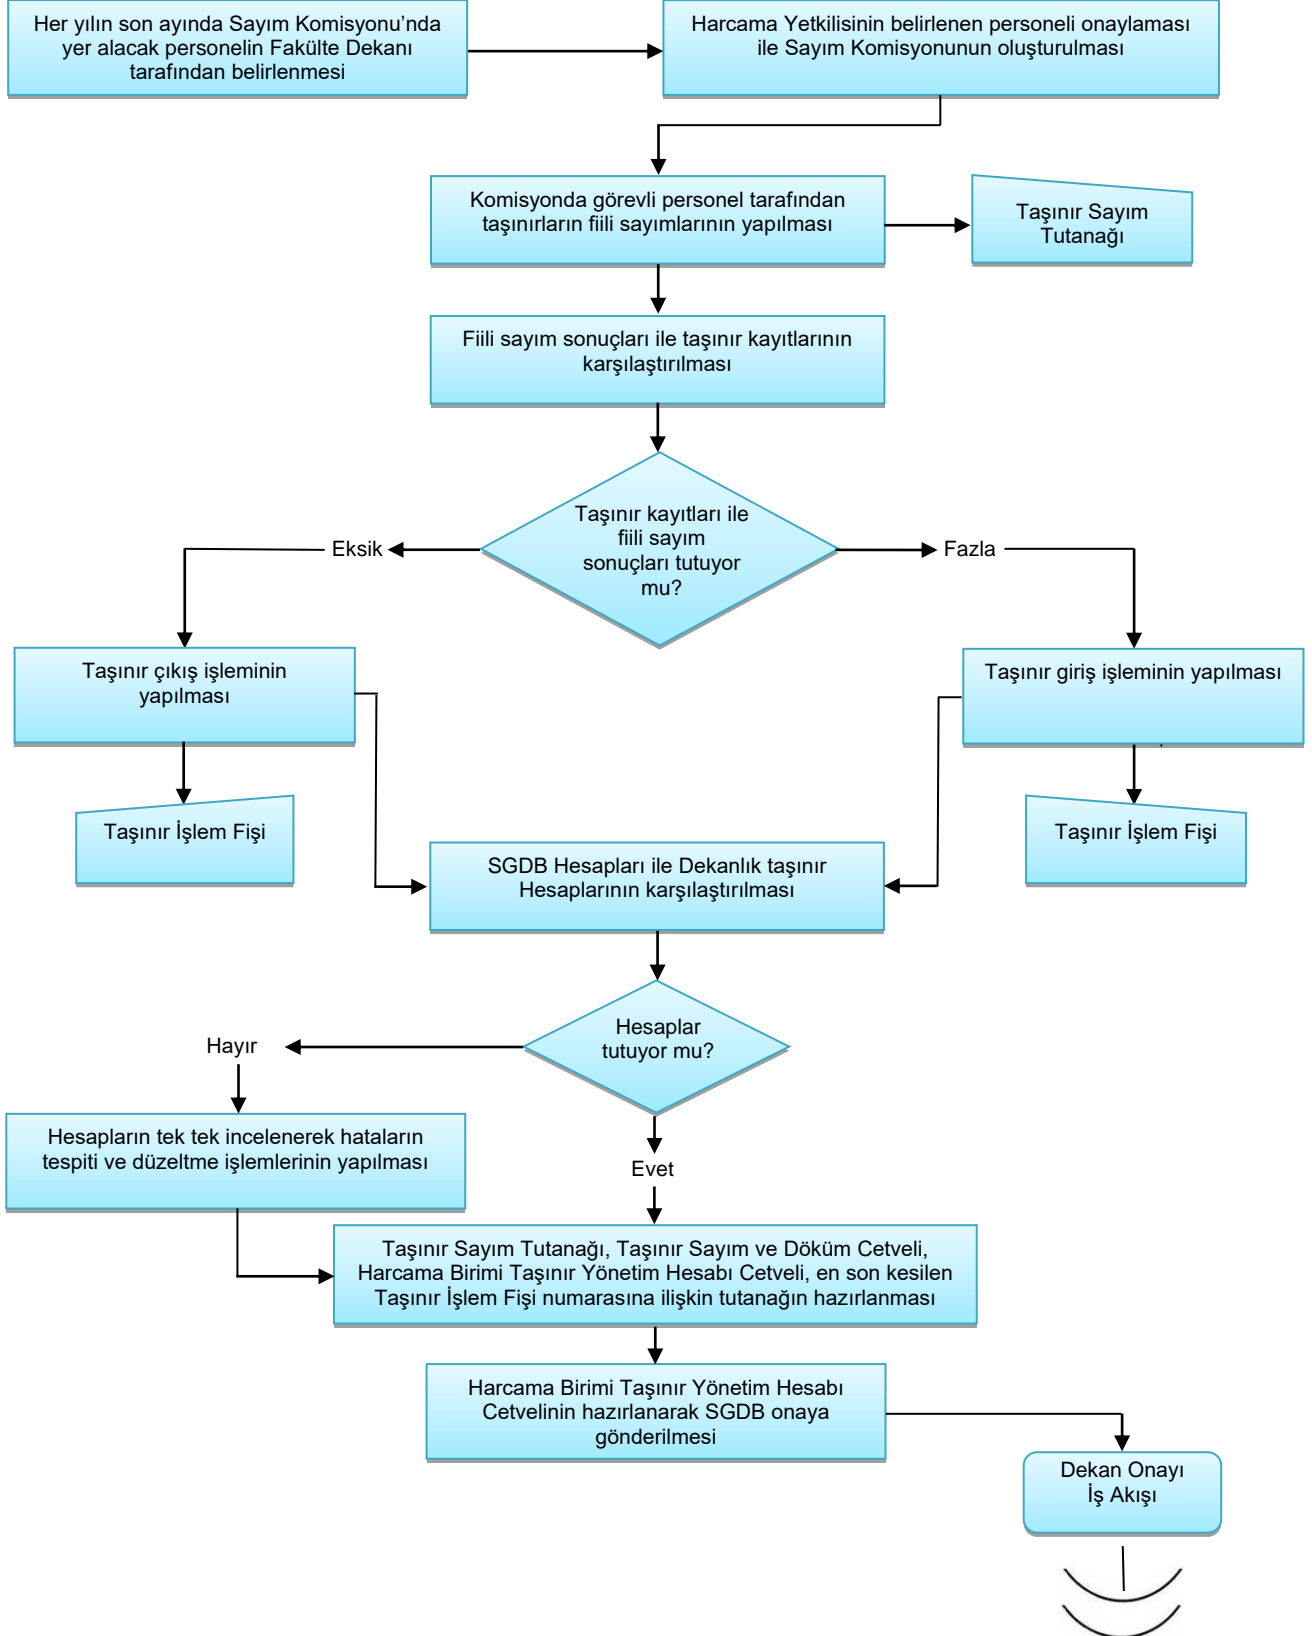 Her yılın son ayında Sayım Komisyonu’nda
yer alacak personelin Fakülte Dekanı
tarafından belirlenmesi
Harcama Yetkilisinin belirlenen personeli onaylaması
ile Sayım Komisyonunun oluşturulması
Komisyonda görevli personel tarafından
taşınırların fiili sayımlarının yapılması
Taşınır Sayım
Tutanağı
Fiili sayım sonuçları ile taşınır kayıtlarının
karşılaştırılması
Taşınır kayıtları ile
fiili sayım
sonuçları tutuyor
mu?
Eksik
Fazla
Taşınır çıkış işleminin
yapılması
Taşınır giriş işleminin yapılması
Taşınır İşlem Fişi
Taşınır İşlem Fişi
SGDB Hesapları ile Dekanlık taşınır
Hesaplarının karşılaştırılması
Hesaplar
tutuyor mu?
Hayır
Hesapların tek tek incelenerek hataların
tespiti ve düzeltme işlemlerinin yapılması
Evet
Taşınır Sayım Tutanağı, Taşınır Sayım ve Döküm Cetveli,
Harcama Birimi Taşınır Yönetim Hesabı Cetveli, en son kesilen
Taşınır İşlem Fişi numarasına ilişkin tutanağın hazırlanması
Harcama Birimi Taşınır Yönetim Hesabı
Cetvelinin hazırlanarak SGDB onaya
gönderilmesi
Dekan Onayı
İş Akışı